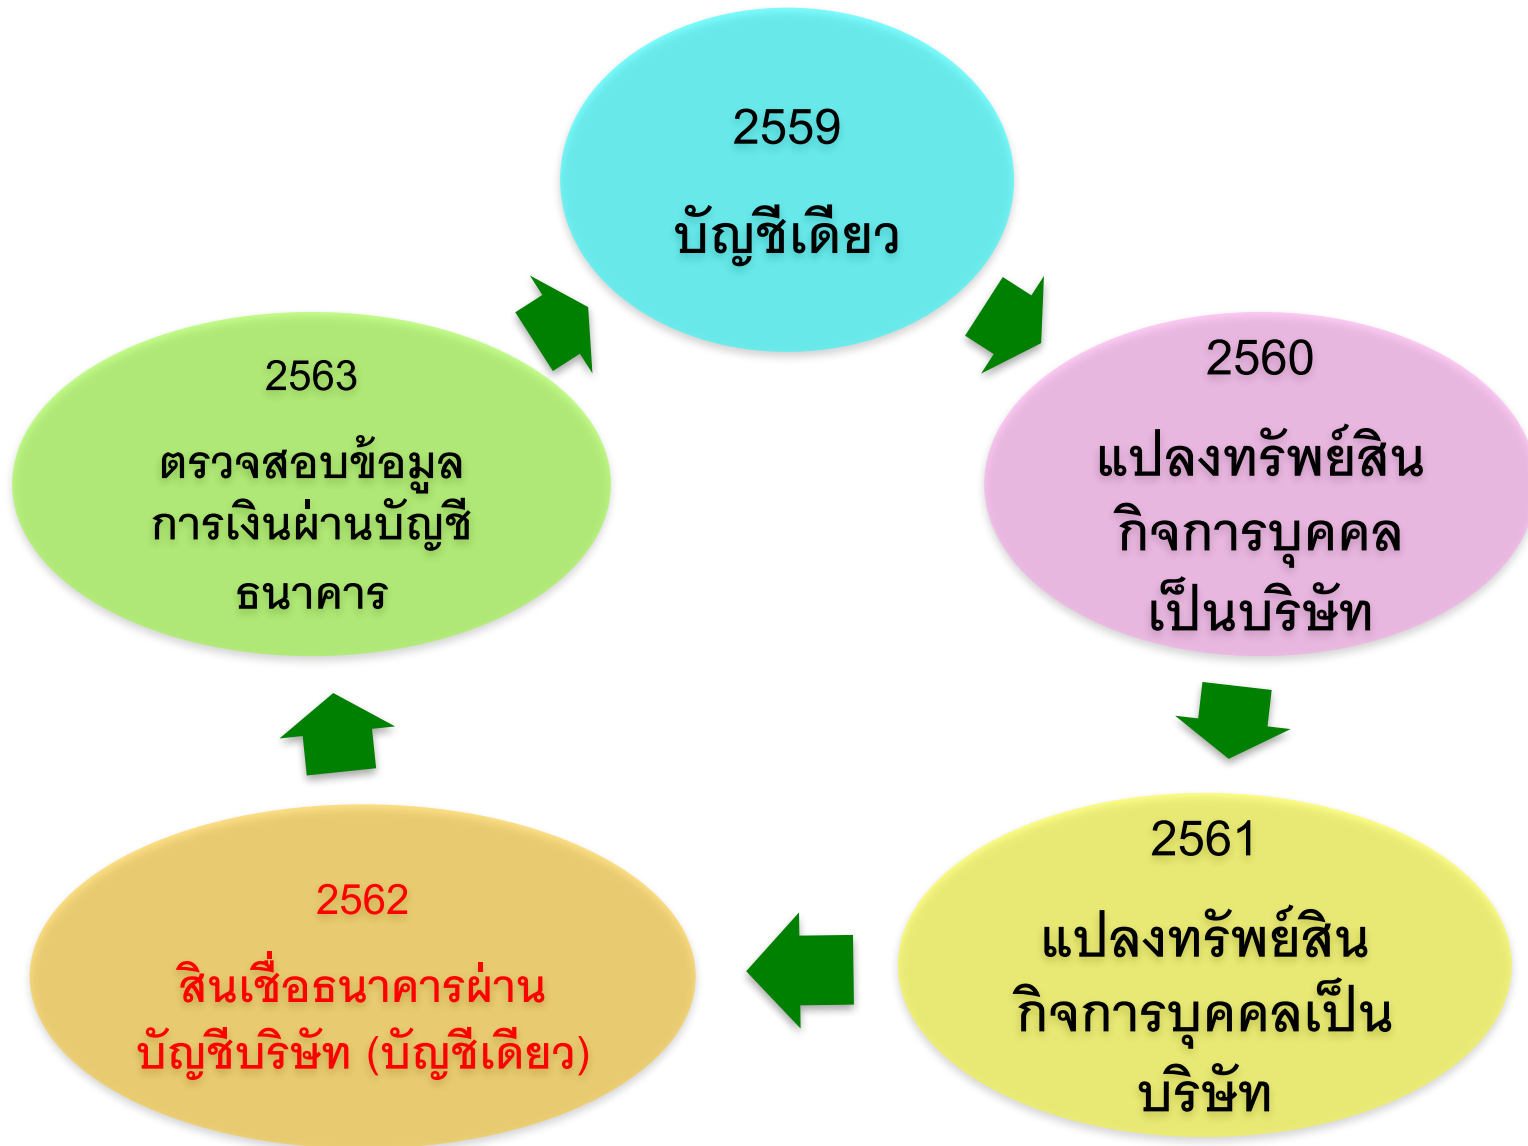 2559
บัญชีเดียว
2560
แปลงทรัพย์สิน
กิจการบุคคล
เป็นบริษัท
2561
แปลงทรัพย์สิน
กิจการบุคคลเป็น
บริษัท
2562
สินเชื่อธนาคารผ่าน
บัญชีบริษัท (บัญชีเดียว)
2563
ตรวจสอบข้อมูล
การเงินผ่านบัญชี
ธนาคาร